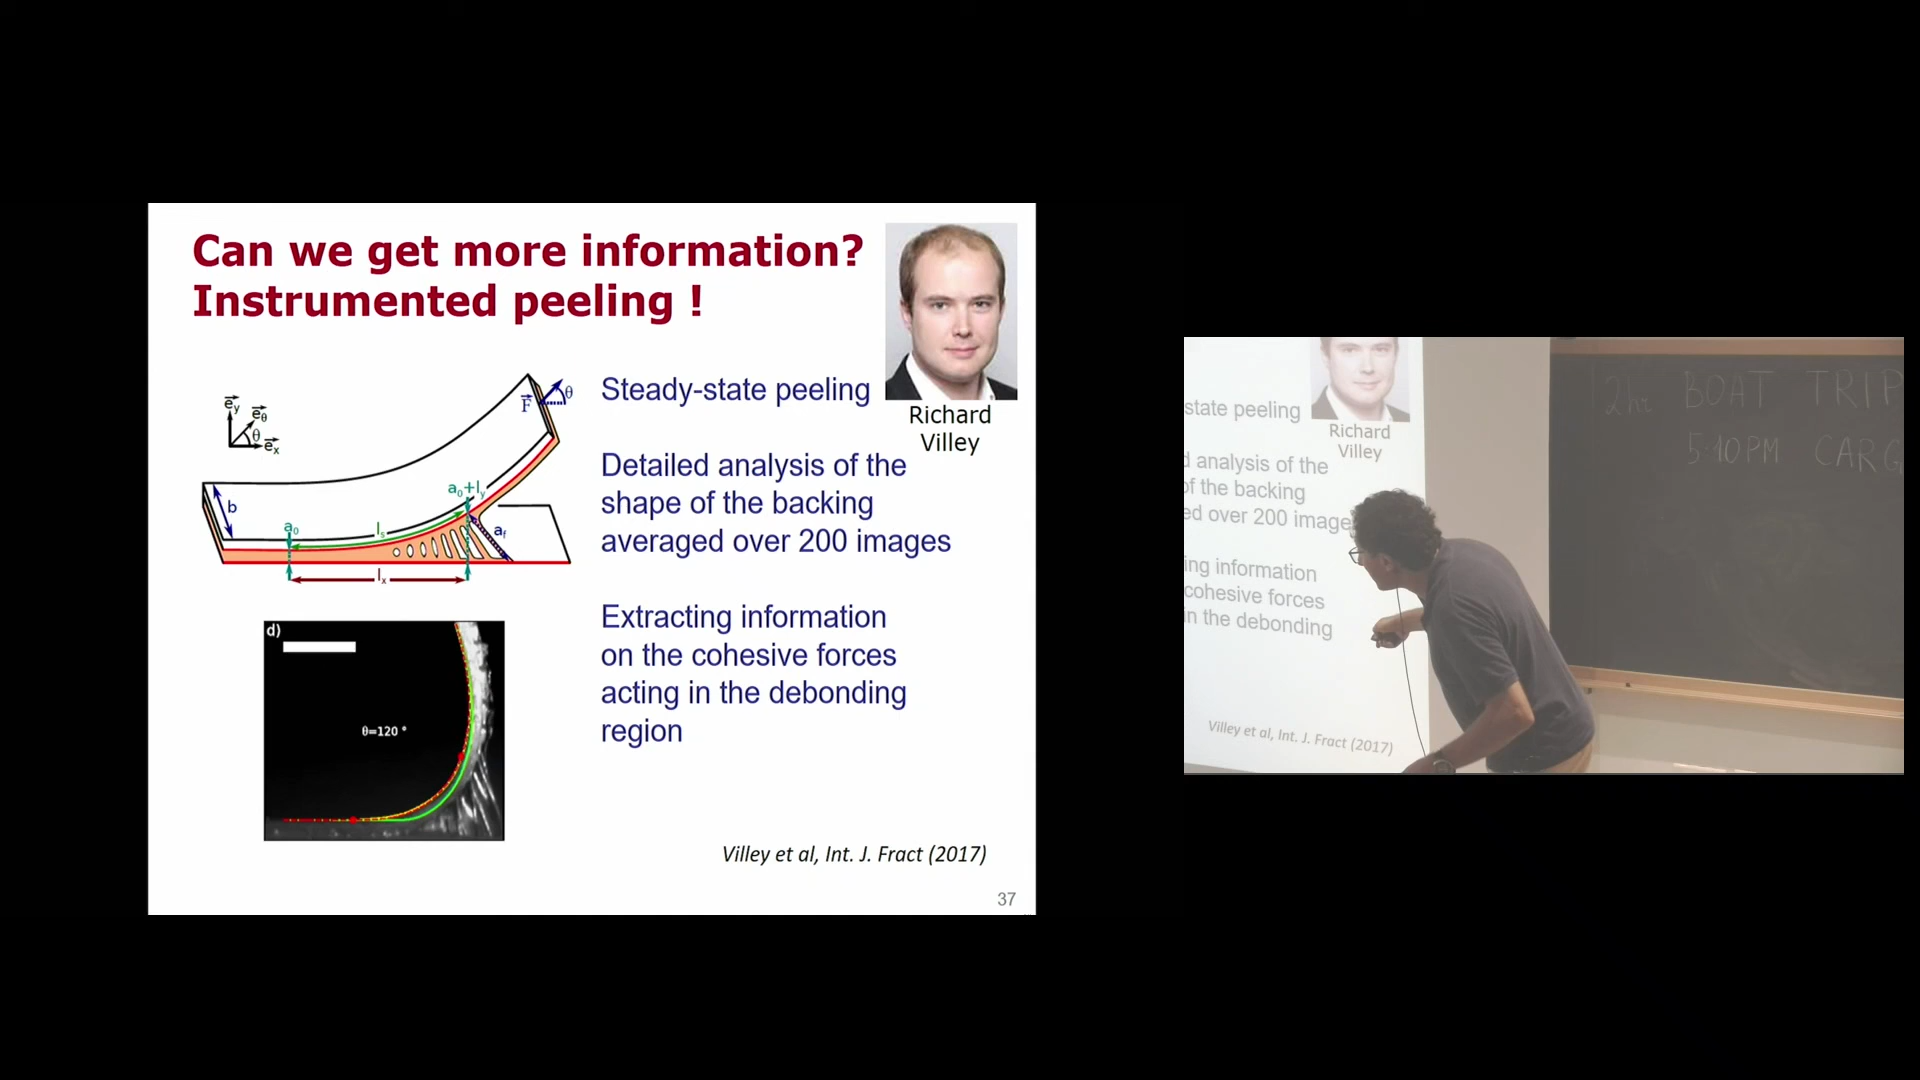 Can we get more information?
Instrumented peeling !
Richard
Villey
Steady-state peeling
Detailed analysis of the
shape of the backing
averaged over 200 images
Extracting information
on the cohesive forces
acting in the debonding
region
e_y
e_θ
θ
e_x
F
θ
b
a₀
lₛ
a₀+l_y
a_f
lₓ
d)
θ=120 °
Villey et al, Int. J. Fract (2017)
37
state peeling
Richard
Villey
d analysis of the
of the backing
ed over 200 image
ing information
cohesive forces
in the debonding
Villey et al, Int. J. Fract (2017)
2hr BOAT TRIP
5:10PM CARG